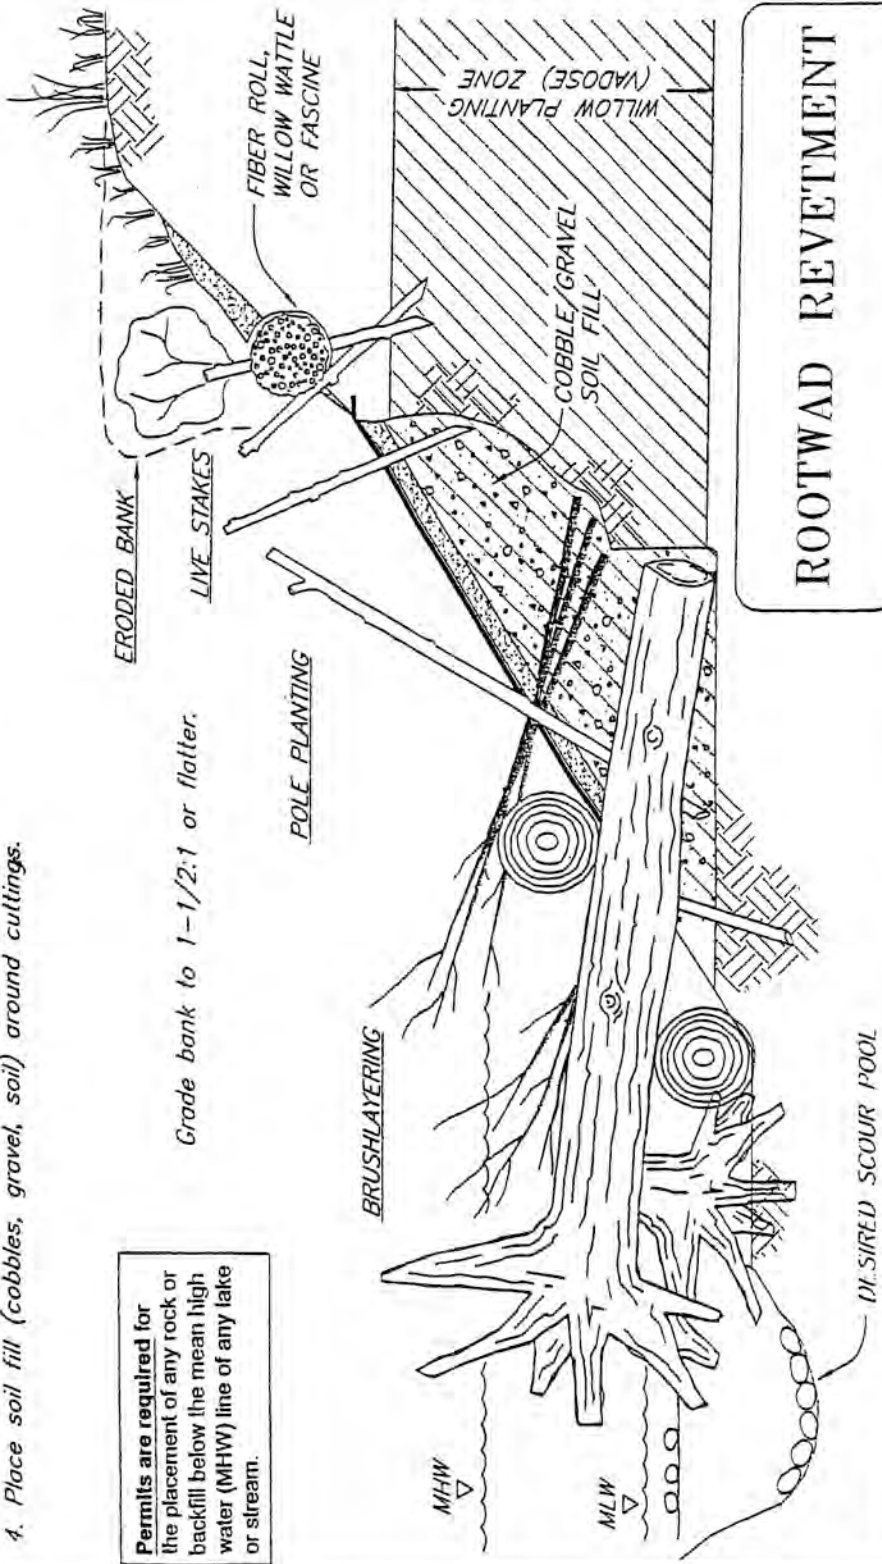 4. Place soil fill (cobbles, gravel, soil) around cuttings.
Permits are required for
the placement of any rock or
backfill below the mean high
water (MHW) line of any lake
or stream.
Grade bank to 1-1/2:1 or flatter.
ERODED BANK
LIVE STAKES
POLE PLANTING
FIBER ROLL,
WILLOW WATTLE
OR FASCINE
BRUSHLAYERING
COBBLE/GRAVEL
SOIL FILL
WILLOW PLANTING
(VADOSE) ZONE
MHW
MLW
DESIRED SCOUR POOL
ROOTWAD REVETMENT